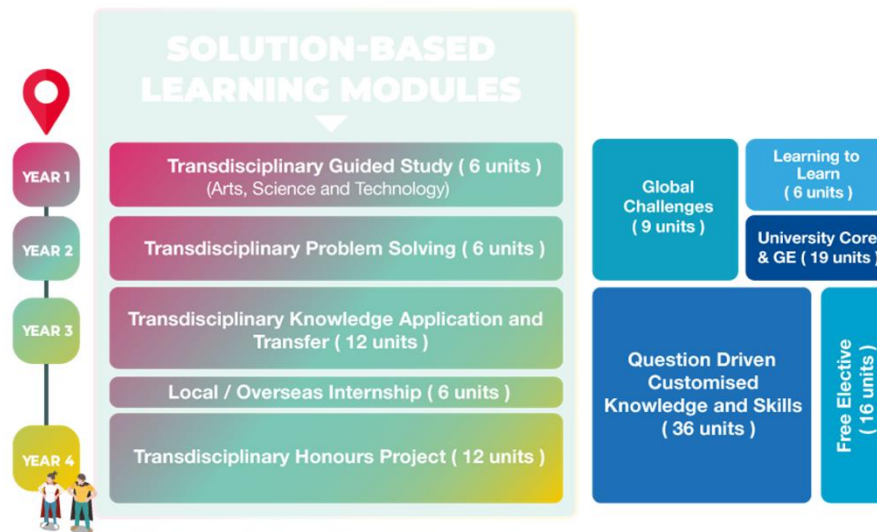 SOLUTION-BASED
LEARNING MODULES
YEAR 1
Transdisciplinary Guided Study ( 6 units )
(Arts, Science and Technology)
YEAR 2
Transdisciplinary Problem Solving ( 6 units )
YEAR 3
Transdisciplinary Knowledge Application and
Transfer ( 12 units )
Local / Overseas Internship ( 6 units )
YEAR 4
Transdisciplinary Honours Project ( 12 units )
Global
Challenges
( 9 units )
Learning to
Learn
( 6 units )
University Core
& GE ( 19 units )
Question Driven
Customised
Knowledge and Skills
( 36 units )
Free Elective
( 16 units )